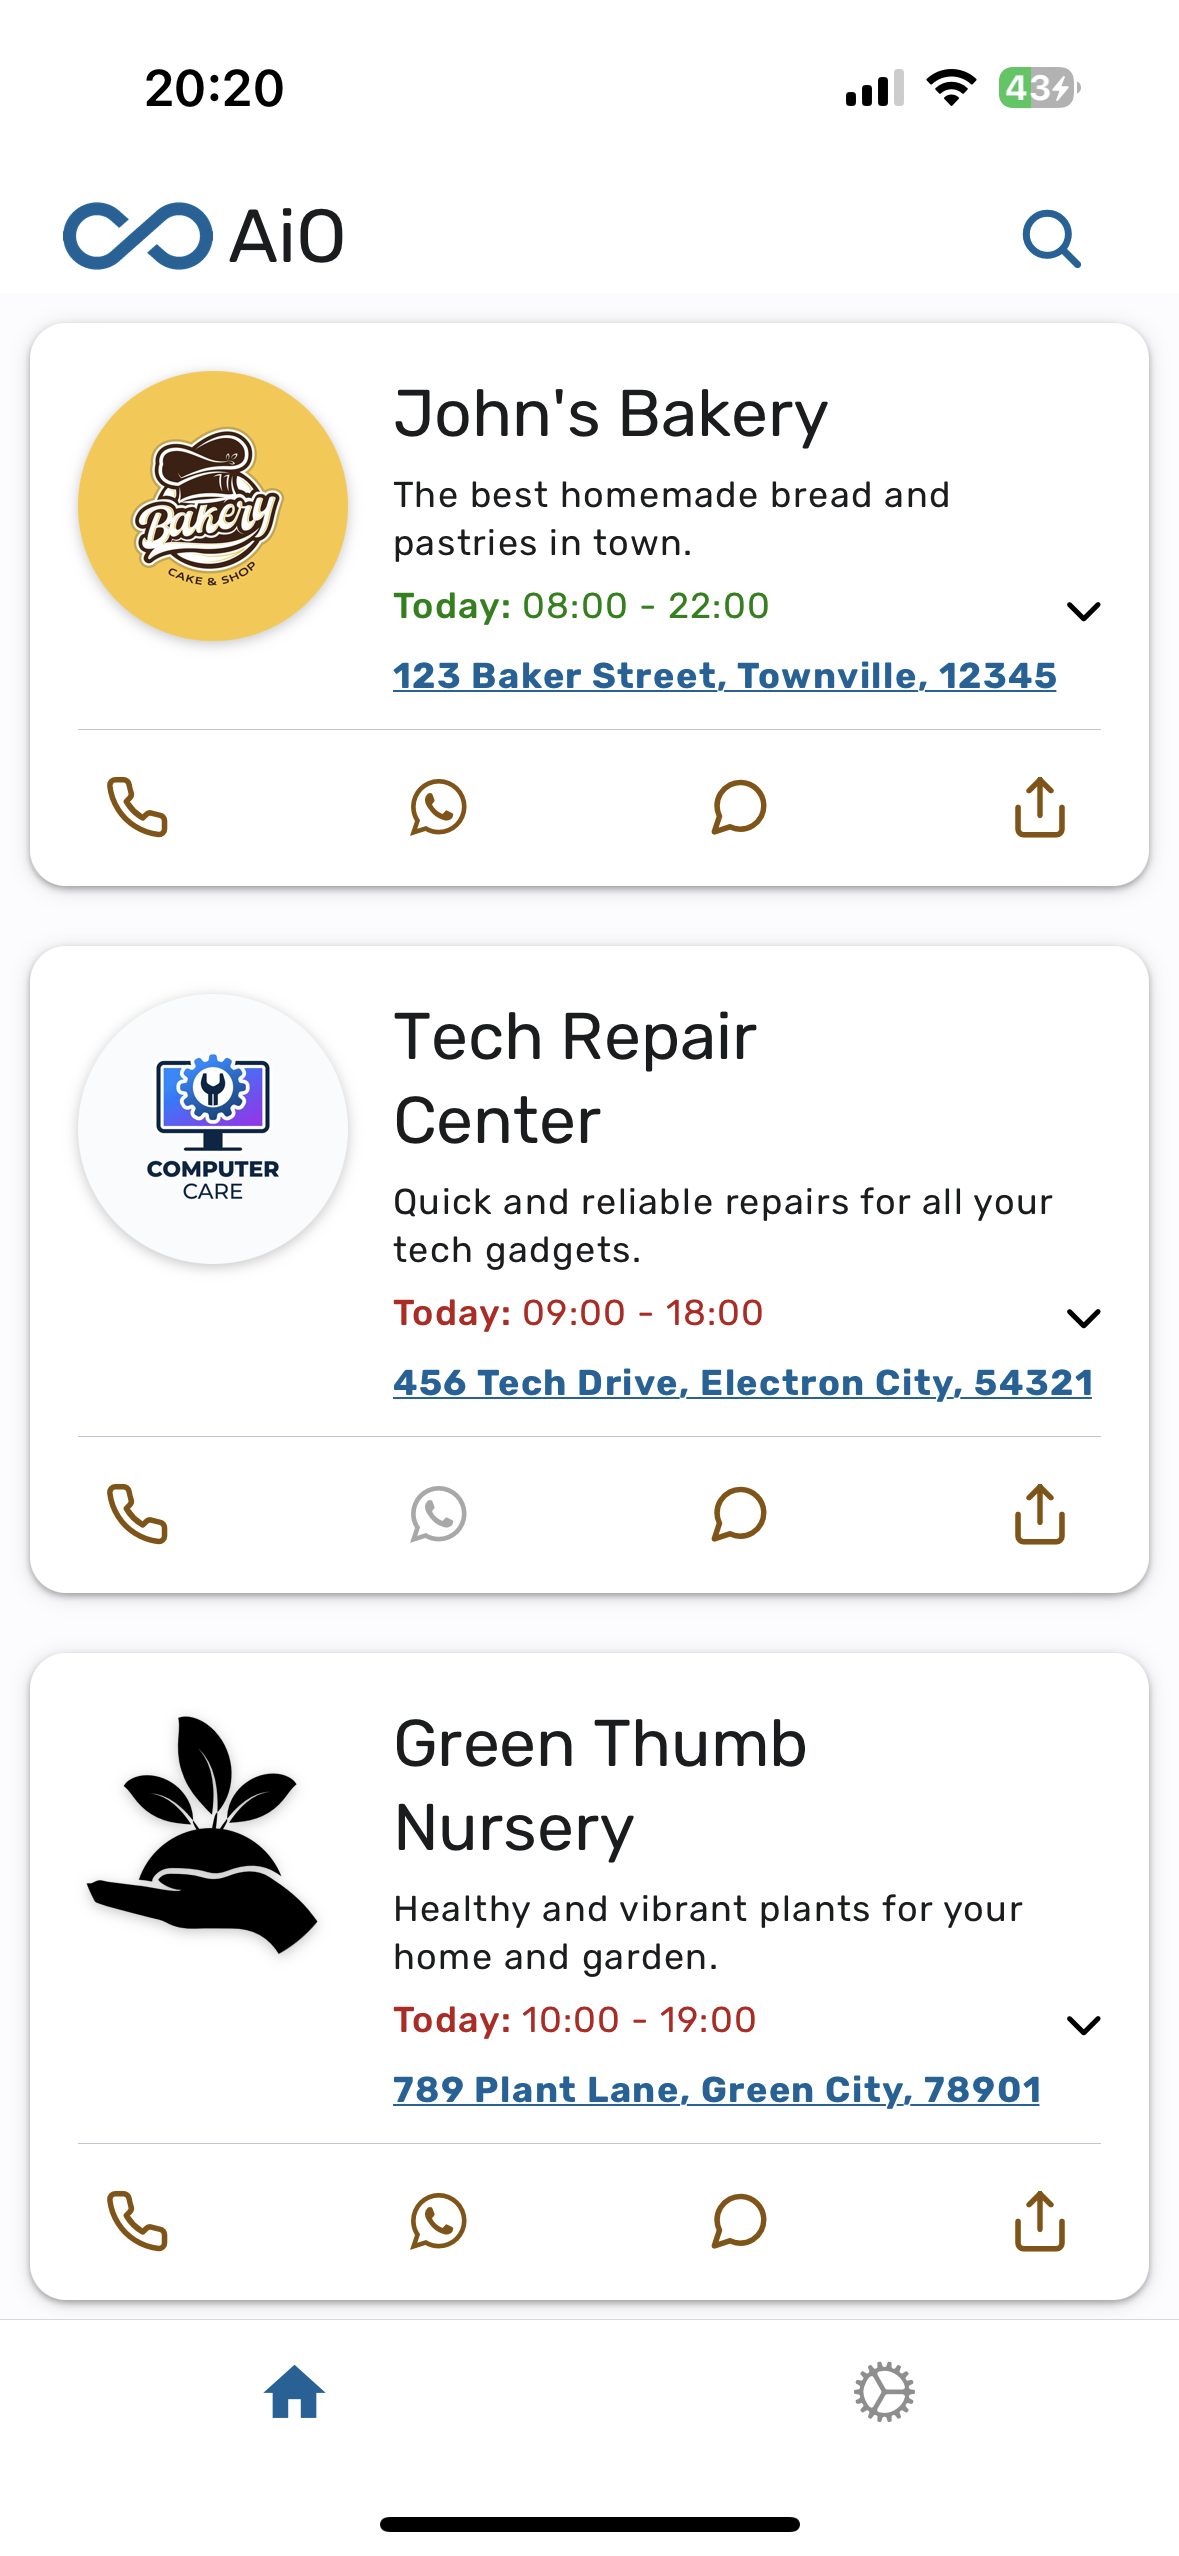 20:20
43
AiO
Bakery
CAKE & SHOP
John's Bakery
The best homemade bread and
pastries in town.
Today: 08:00 - 22:00
123 Baker Street, Townville, 12345
COMPUTER
CARE
Tech Repair
Center
Quick and reliable repairs for all your
tech gadgets.
Today: 09:00 - 18:00
456 Tech Drive, Electron City, 54321
Green Thumb
Nursery
Healthy and vibrant plants for your
home and garden.
Today: 10:00 - 19:00
789 Plant Lane, Green City, 78901